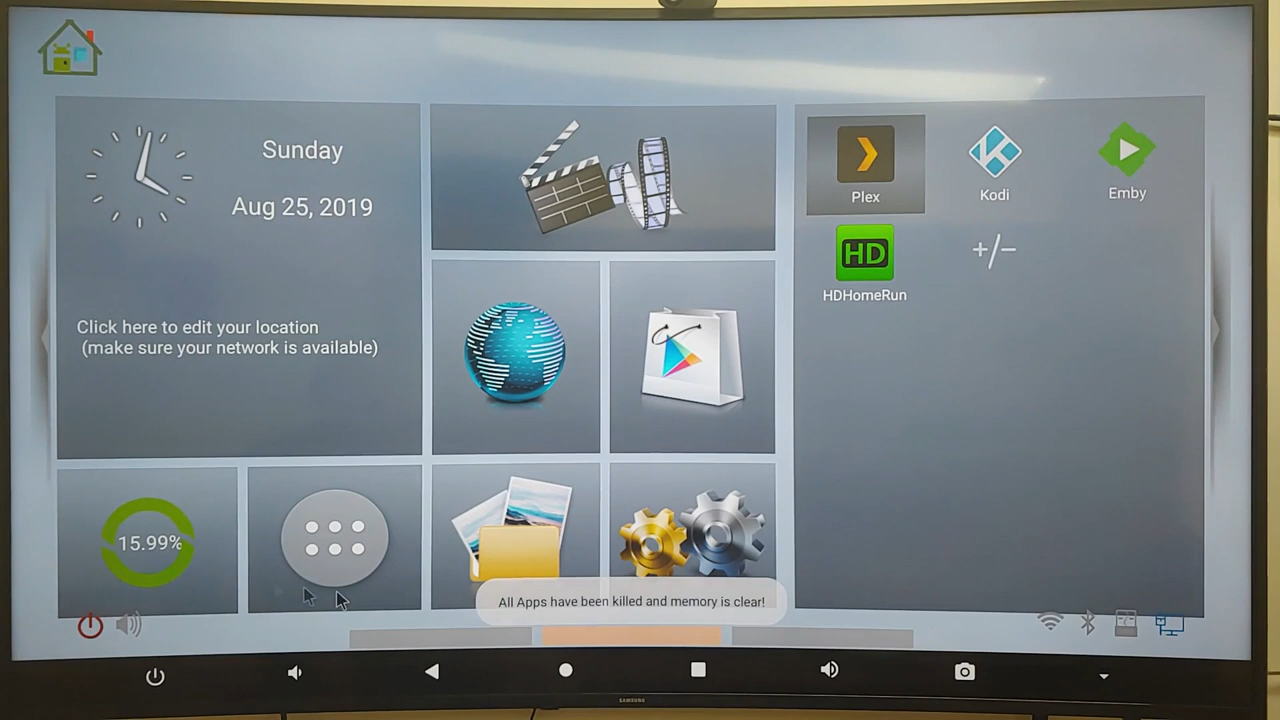 Sunday
Aug 25, 2019
Click here to edit your location
(make sure your network is available)
15.99%
Plex
Kodi
Emby
HD
HDHomeRun
+/−
All Apps have been killed and memory is clear!
SAMSUNG